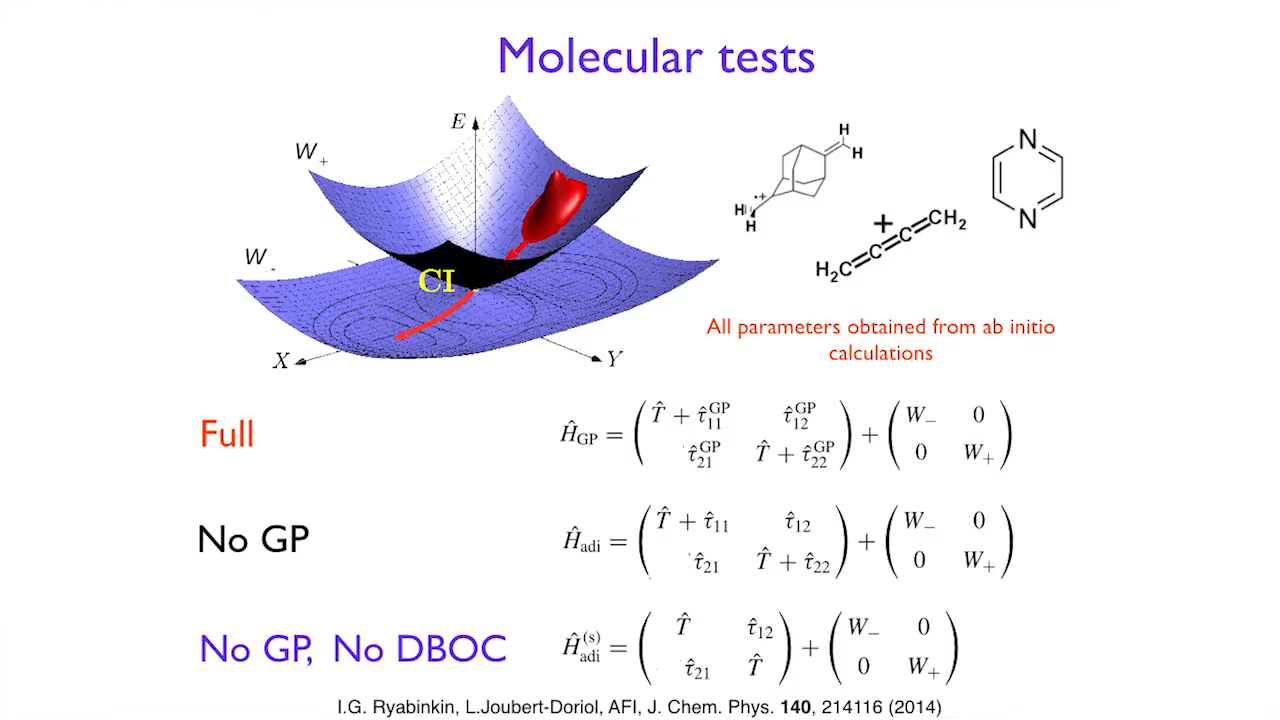 Molecular tests
E
W₊
W₋
CI
X
Y
H
H
·+
H
H
H₂C=C=C=CH₂
+
N
N
All parameters obtained from ab initio
calculations
Full
Ĥ_GP = ( T̂ + τ̂₁₁^GP τ̂₁₂^GP
τ̂₂₁^GP T̂ + τ̂₂₂^GP ) + ( W₋ 0
0 W₊ )
No GP
Ĥ_adi = ( T̂ + τ̂₁₁ τ̂₁₂
τ̂₂₁ T̂ + τ̂₂₂ ) + ( W₋ 0
0 W₊ )
No GP, No DBOC
Ĥ_adi^(s) = ( T̂ τ̂₁₂
τ̂₂₁ T̂ ) + ( W₋ 0
0 W₊ )
I.G. Ryabinkin, L.Joubert-Doriol, AFI, J. Chem. Phys. 140, 214116 (2014)